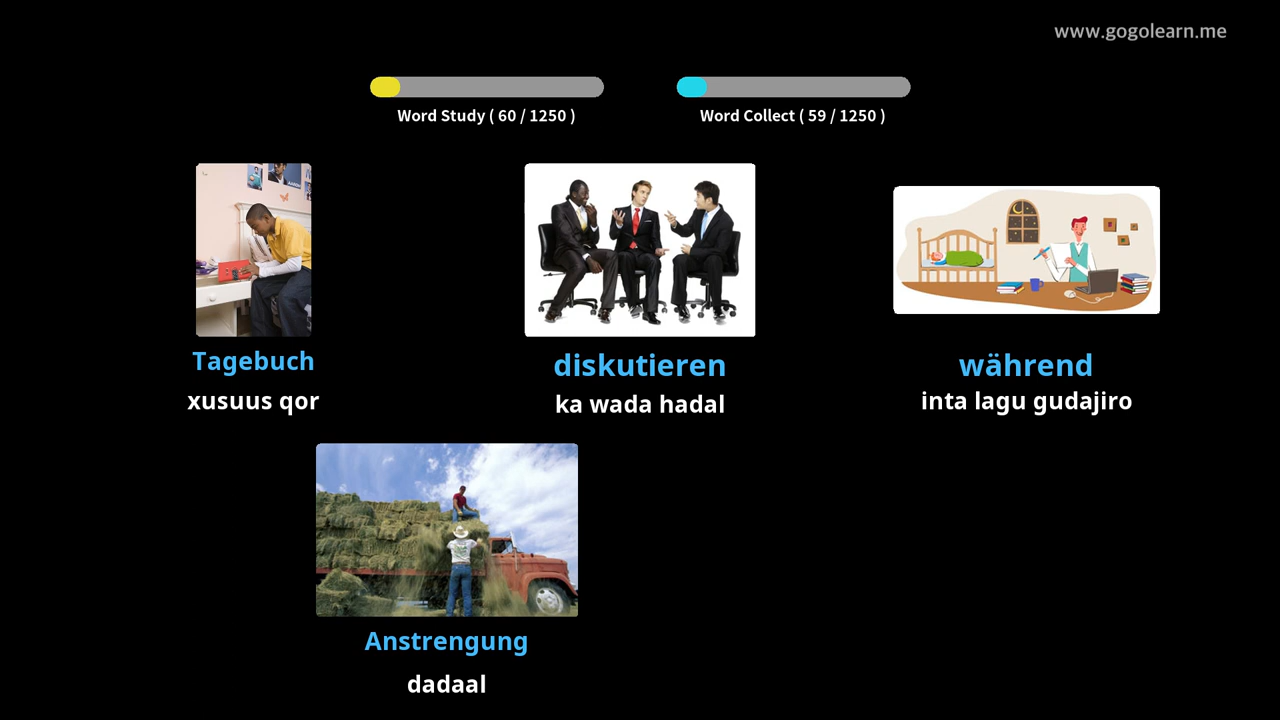 www.gogolearn.me
Word Study ( 60 / 1250 )
Word Collect ( 59 / 1250 )
Tagebuch
diskutieren
während
xusuus qor
ka wada hadal
inta lagu gudajiro
Anstrengung
dadaal